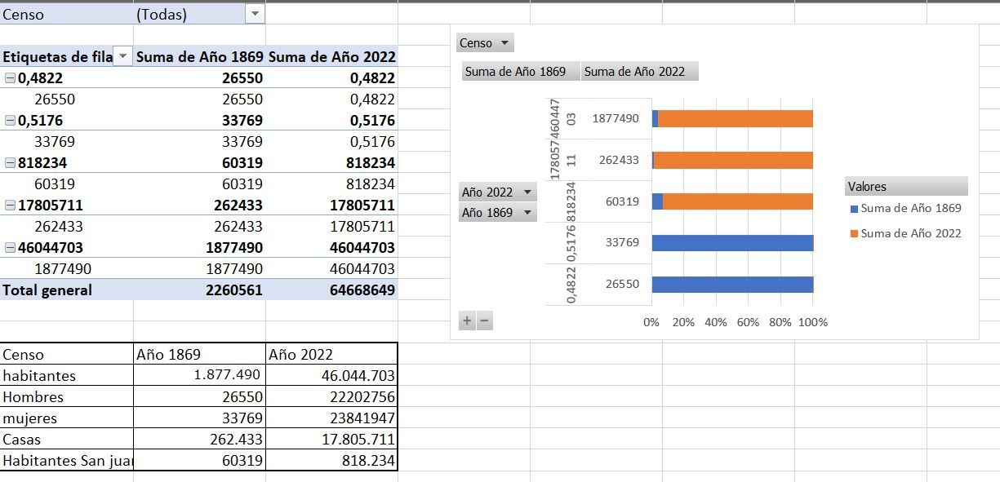 Censo (Todas)
Etiquetas de fila Suma de Año 1869 Suma de Año 2022
0,4822 26550 0,4822
26550 26550 0,4822
0,5176 33769 0,5176
33769 33769 0,5176
818234 60319 818234
60319 60319 818234
17805711 262433 17805711
262433 262433 17805711
46044703 1877490 46044703
1877490 1877490 46044703
Total general 2260561 64668649
Censo Año 1869 Año 2022
habitantes 1.877.490 46.044.703
Hombres 26550 22202756
mujeres 33769 23841947
Casas 262.433 17.805.711
Habitantes San juan 60319 818.234
Censo
Suma de Año 1869 Suma de Año 2022
Año 2022
Año 1869
460447
03 1877490
178057
11 262433
818234 60319
0,5176 33769
0,4822 26550
0% 20% 40% 60% 80% 100%
+ −
Valores
Suma de Año 1869
Suma de Año 2022